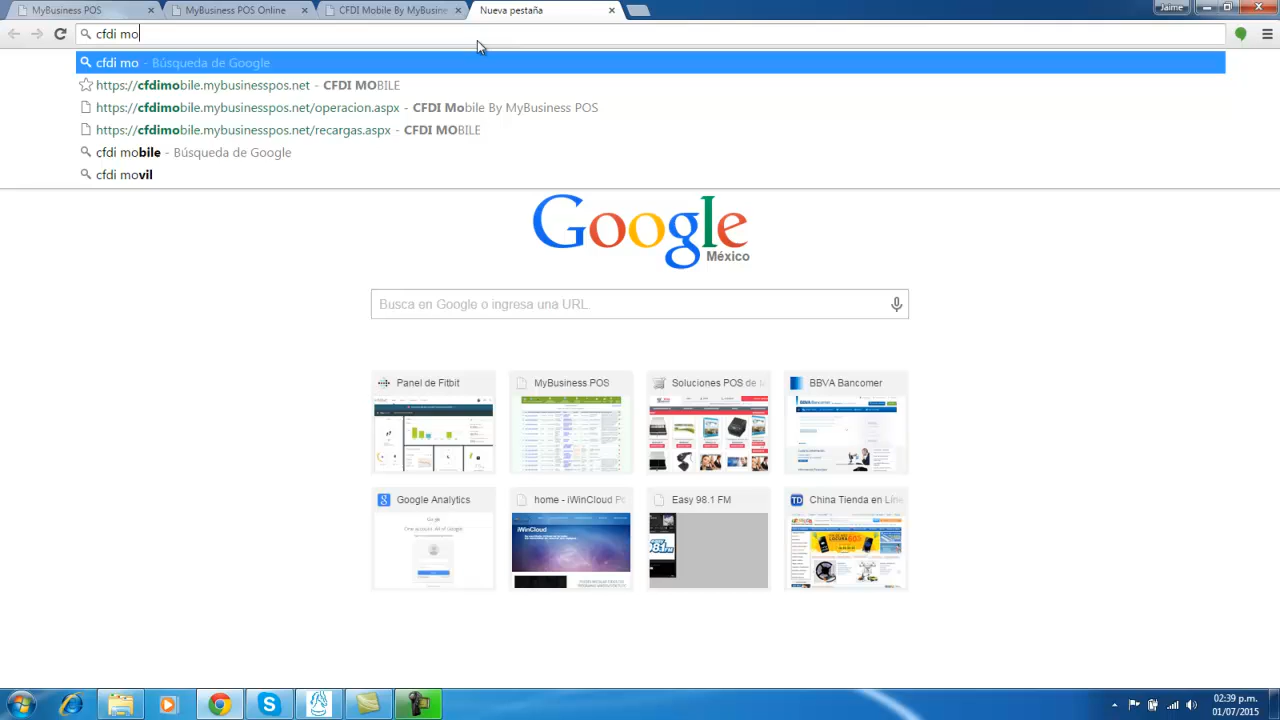 MyBusiness POS
MyBusiness POS Online
CFDI Mobile By MyBusine
Nueva pestaña
Jaime
cfdi mo
cfdi mo - Búsqueda de Google
https://cfdimobile.mybusinesspos.net - CFDI MOBILE
https://cfdimobile.mybusinesspos.net/operacion.aspx - CFDI Mobile By MyBusiness POS
https://cfdimobile.mybusinesspos.net/recargas.aspx - CFDI MOBILE
cfdi mobile - Búsqueda de Google
cfdi movil
Google
México
Busca en Google o ingresa una URL.
Panel de Fitbit
MyBusiness POS
Soluciones POS de
BBVA Bancomer
Google Analytics
home - iWinCloud
Easy 98.1 FM
China Tienda en Líne
iWinCloud
02:39 p.m.
01/07/2015